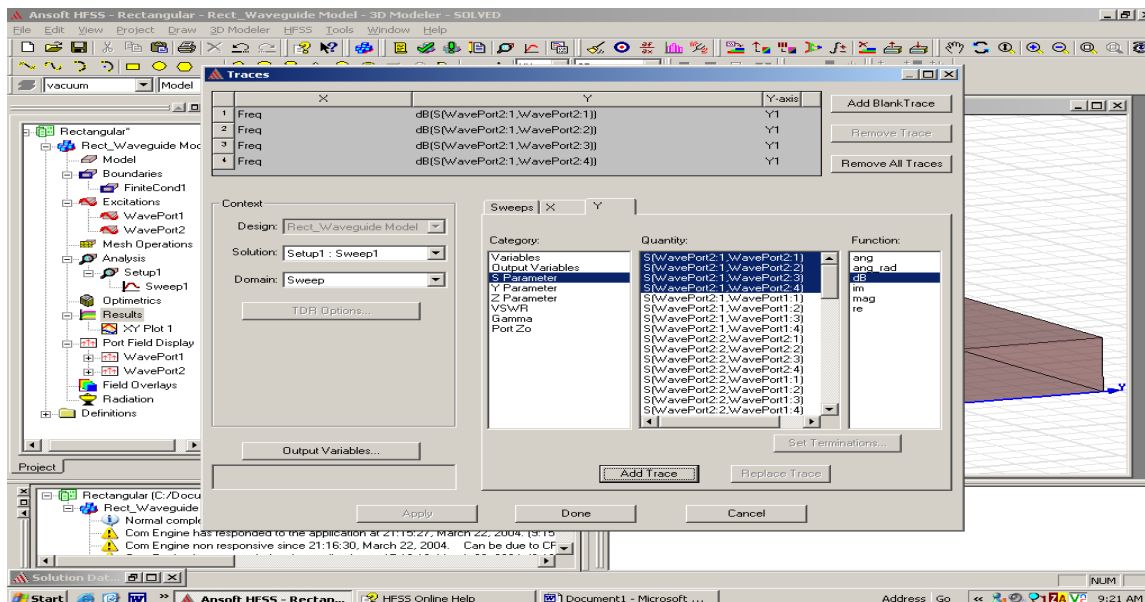 Ansoft HFSS - Rectangular - Rect_Waveguide Model - 3D Modeler - SOLVED
File Edit View Project Draw 3D Modeler HFSS Tools Window Help
vacuum Model
Traces
X Y Y-axis
1 Freq dB(S(WavePort2:1,WavePort2:1)) Y1
2 Freq dB(S(WavePort2:1,WavePort2:2)) Y1
3 Freq dB(S(WavePort2:1,WavePort2:3)) Y1
4 Freq dB(S(WavePort2:1,WavePort2:4)) Y1
Add BlankTrace
Remove Trace
Remove All Traces
Rectangular*
Rect_Waveguide Moc
Model
Boundaries
FiniteCond1
Excitations
WavePort1
WavePort2
Mesh Operations
Analysis
Setup1
Sweep1
Optimetrics
Results
XY Plot 1
Port Field Display
WavePort1
WavePort2
Field Overlays
Radiation
Definitions
Project
Context
Design: Rect_Waveguide Model
Solution: Setup1 : Sweep1
Domain: Sweep
TDR Options...
Output Variables...
Sweeps X Y
Category:
Variables
Output Variables
S Parameter
Y Parameter
Z Parameter
VSWR
Gamma
Port Zo
Quantity:
S(WavePort2:1,WavePort2:1)
S(WavePort2:1,WavePort2:2)
S(WavePort2:1,WavePort2:3)
S(WavePort2:1,WavePort2:4)
S(WavePort2:1,WavePort1:1)
S(WavePort2:1,WavePort1:2)
S(WavePort2:1,WavePort1:3)
S(WavePort2:1,WavePort1:4)
S(WavePort2:2,WavePort2:1)
S(WavePort2:2,WavePort2:2)
S(WavePort2:2,WavePort2:3)
S(WavePort2:2,WavePort2:4)
S(WavePort2:2,WavePort1:1)
S(WavePort2:2,WavePort1:2)
S(WavePort2:2,WavePort1:3)
S(WavePort2:2,WavePort1:4)
Function:
ang
ang_rad
dB
im
mag
re
Set Terminations...
Add Trace
Replace Trace
Apply
Done
Cancel
Y
Rectangular (C:/Docu
Rect_Waveguide
Normal comple
Com Engine has responded to the application at 21:15:27, March 22, 2004. (9:15
Com Engine non responsive since 21:16:30, March 22, 2004. Can be due to CF
Solution Dat...
NUM
Start
Ansoft HFSS - Rectan...
HFSS Online Help
Document1 - Microsoft ...
Address Go
9:21 AM